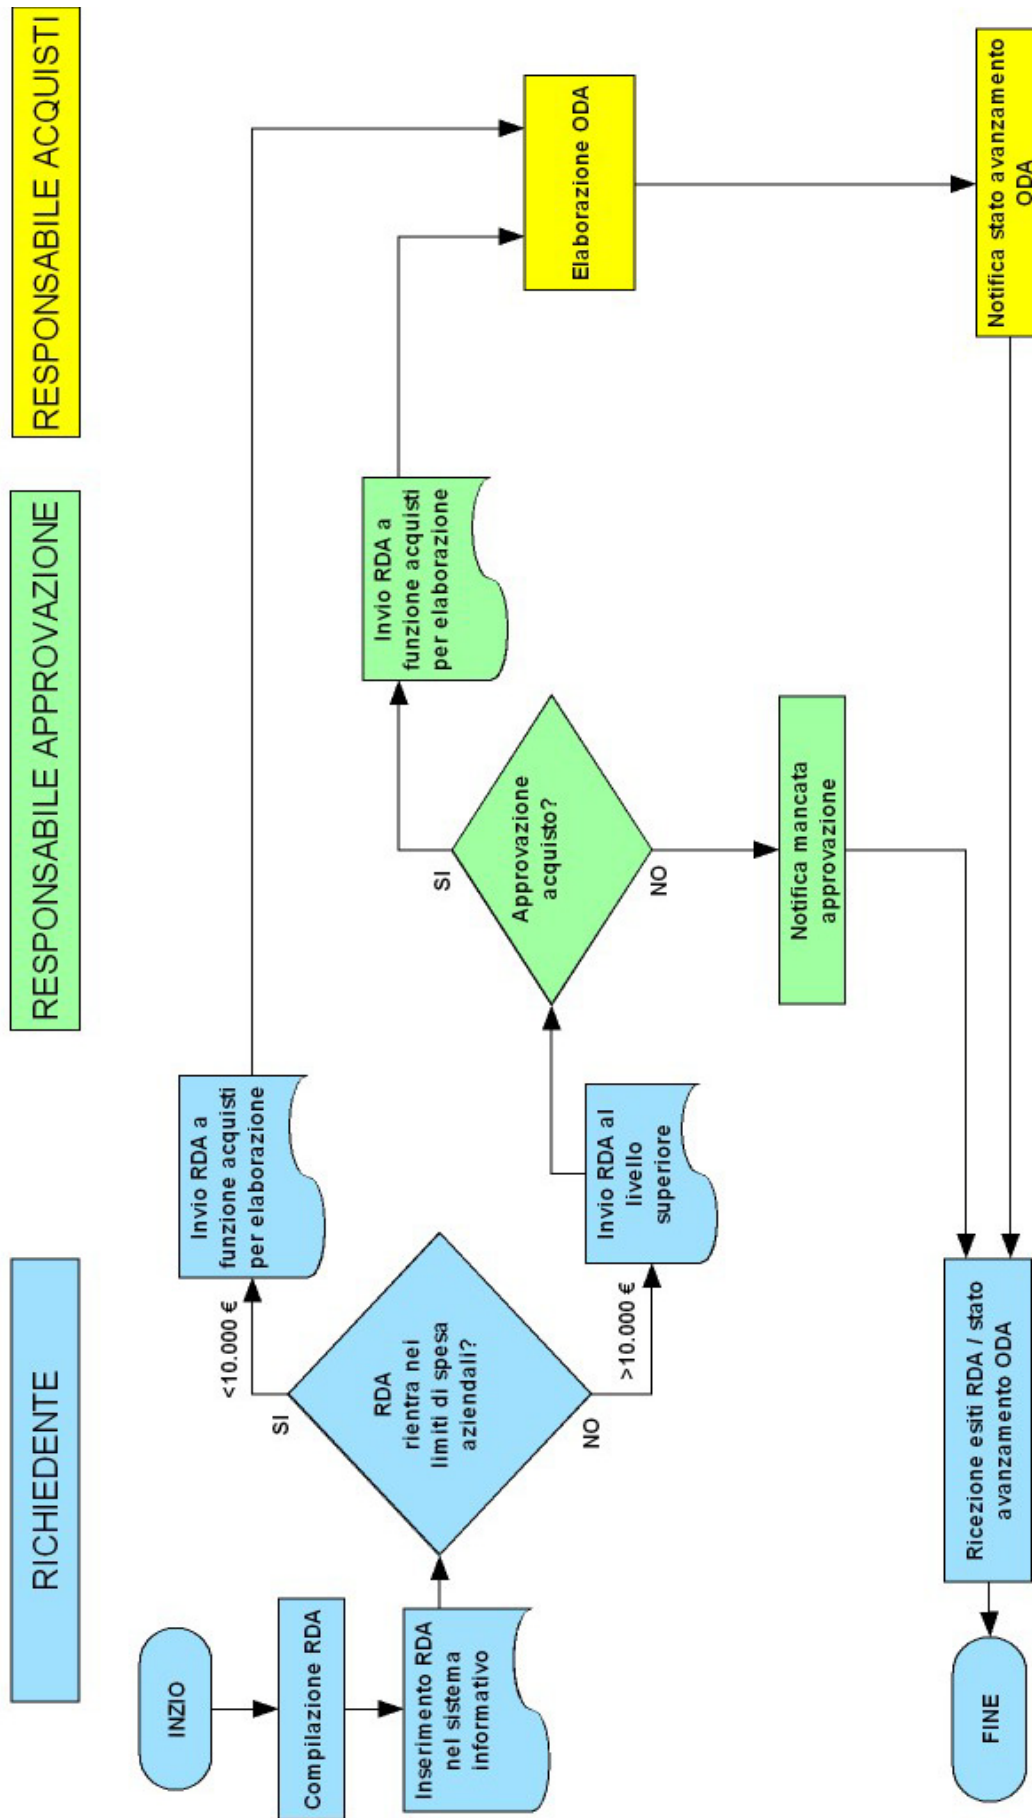 RICHIEDENTE
RESPONSABILE APPROVAZIONE
RESPONSABILE ACQUISTI
INZIO
Compilazione RDA
Inserimento RDA
nel sistema
informativo
RDA
rientra nei
limiti di spesa
aziendali?
SI
<10.000 €
NO
>10.000 €
Invio RDA a
funzione acquisti
per elaborazione
Invio RDA al
livello
superiore
Approvazione
acquisto?
SI
NO
Invio RDA a
funzione acquisti
per elaborazione
Notifica mancata
approvazione
Elaborazione ODA
Notifica stato avanzamento
ODA
Ricezione esiti RDA / stato
avanzamento ODA
FINE